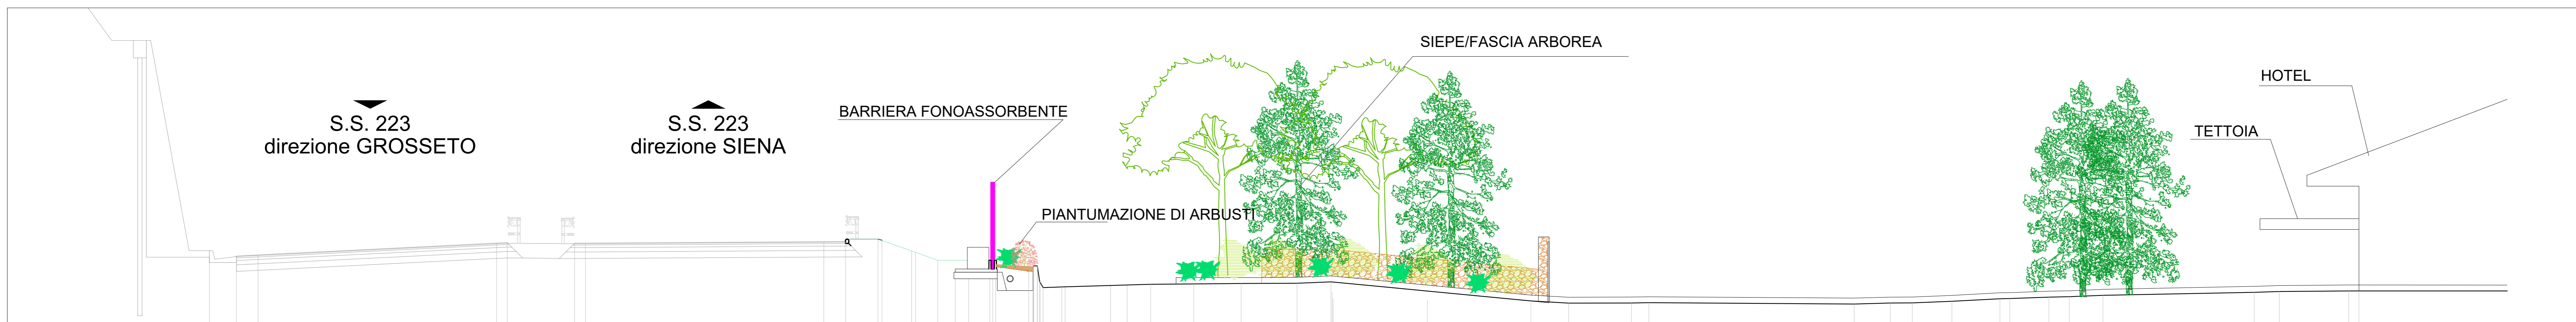 S.S. 223
direzione GROSSETO
S.S. 223
direzione SIENA
BARRIERA FONOASSORBENTE
PIANTUMAZIONE DI ARBUSTI
SIEPE/FASCIA ARBOREA
TETTOIA
HOTEL